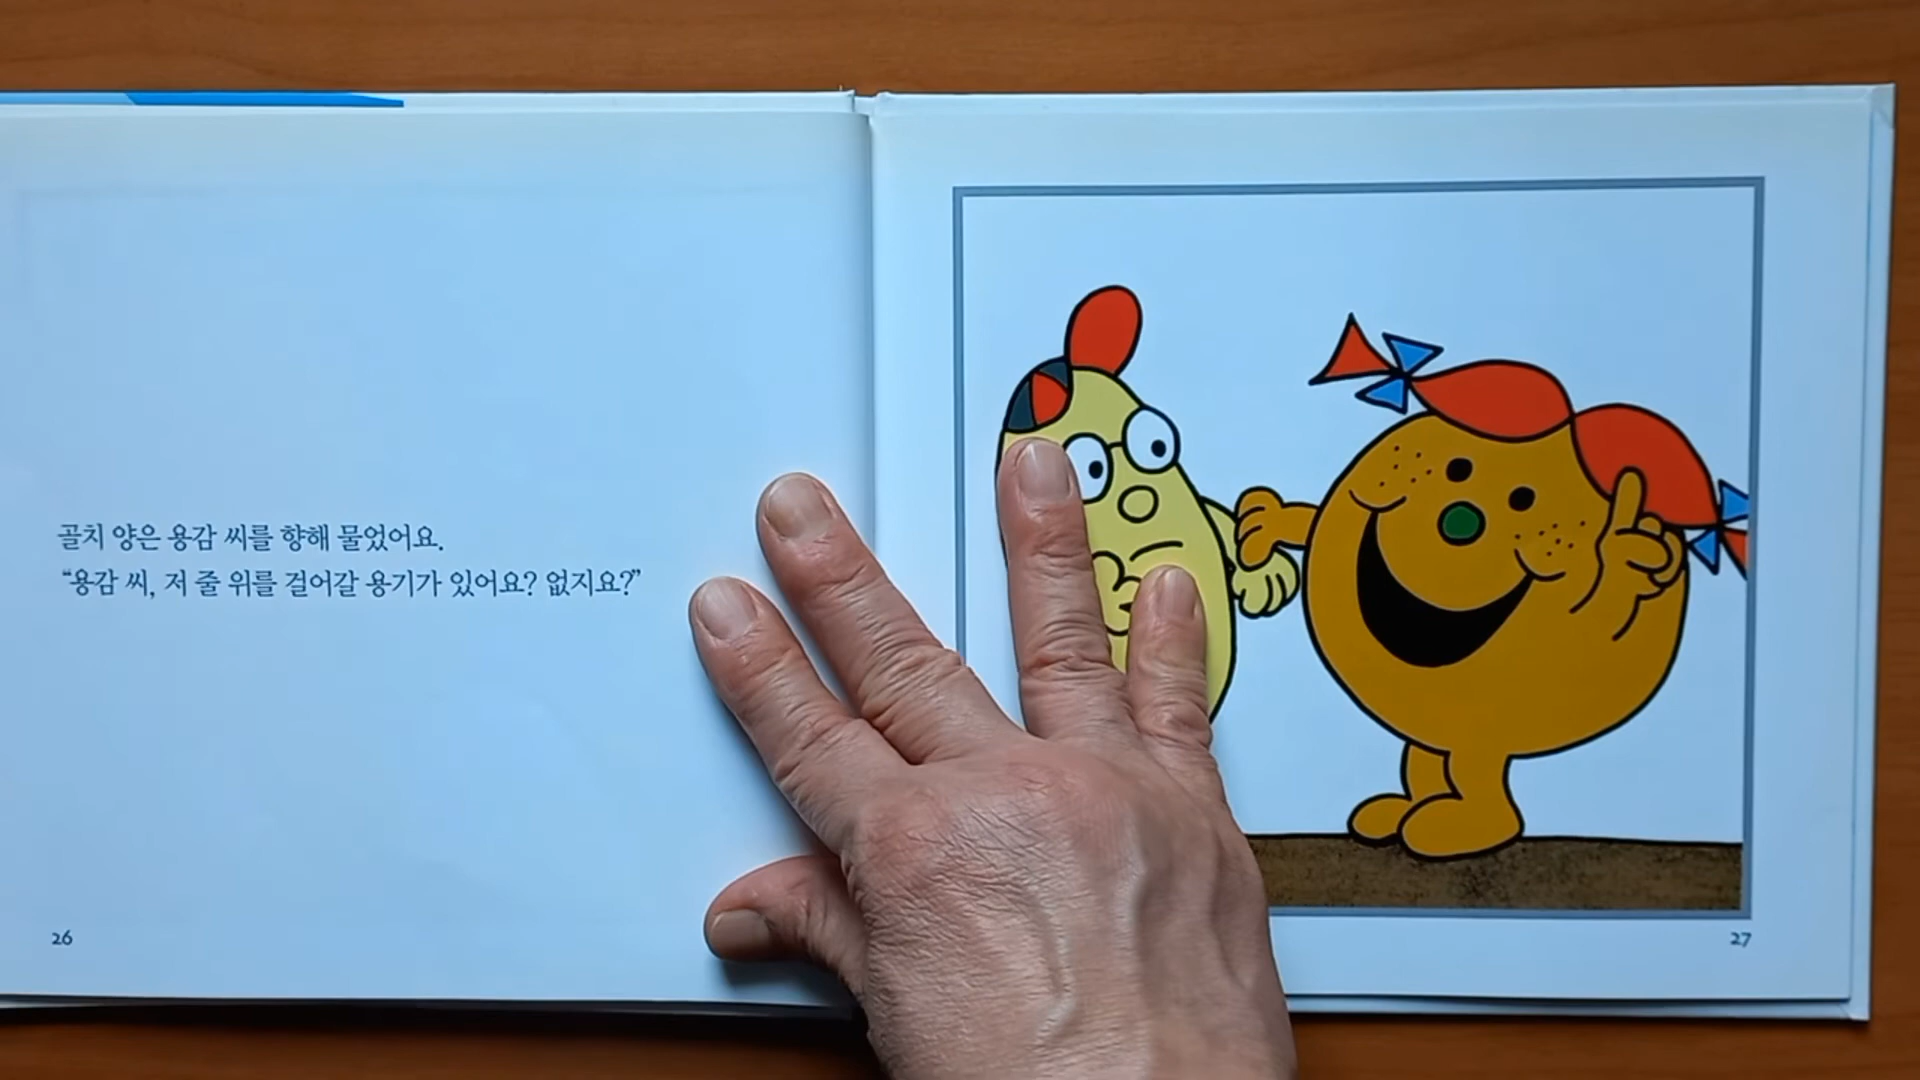 골치 양은 용감 씨를 향해 물었어요.
“용감 씨, 저 줄 위를 걸어갈 용기가 있어요? 없지요?”
26
27